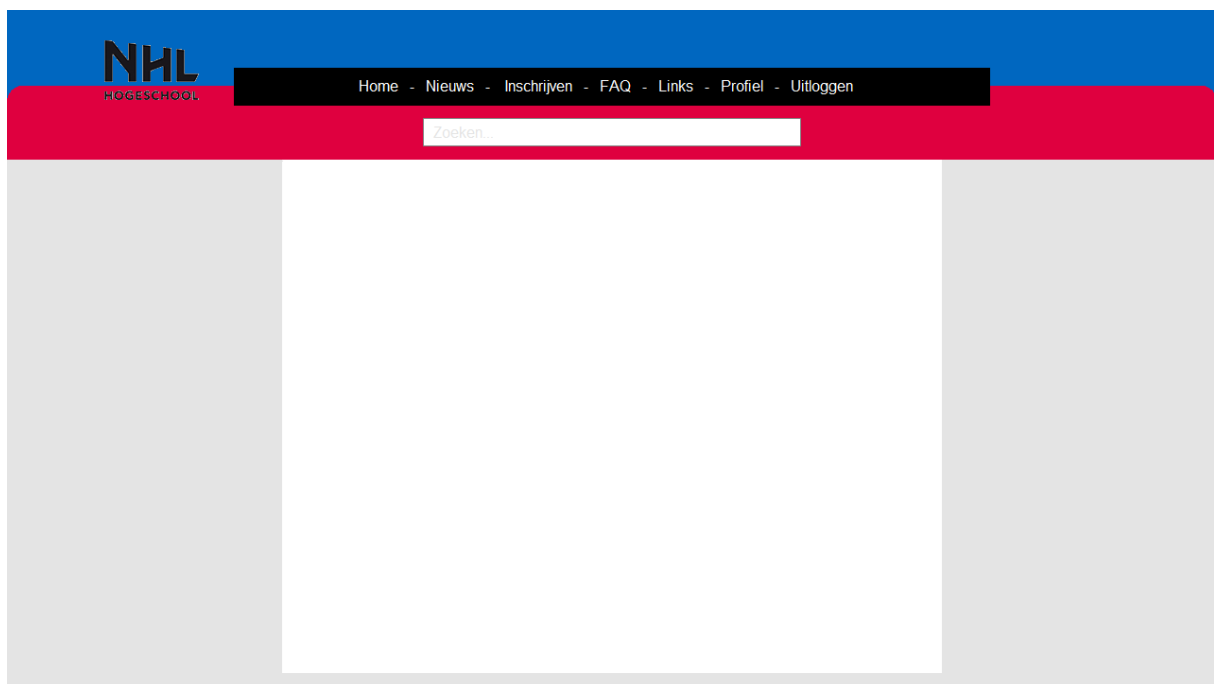 NHL
HOGESCHOOL
Home - Nieuws - Inschrijven - FAQ - Links - Profiel - Uitloggen
Zoeken...